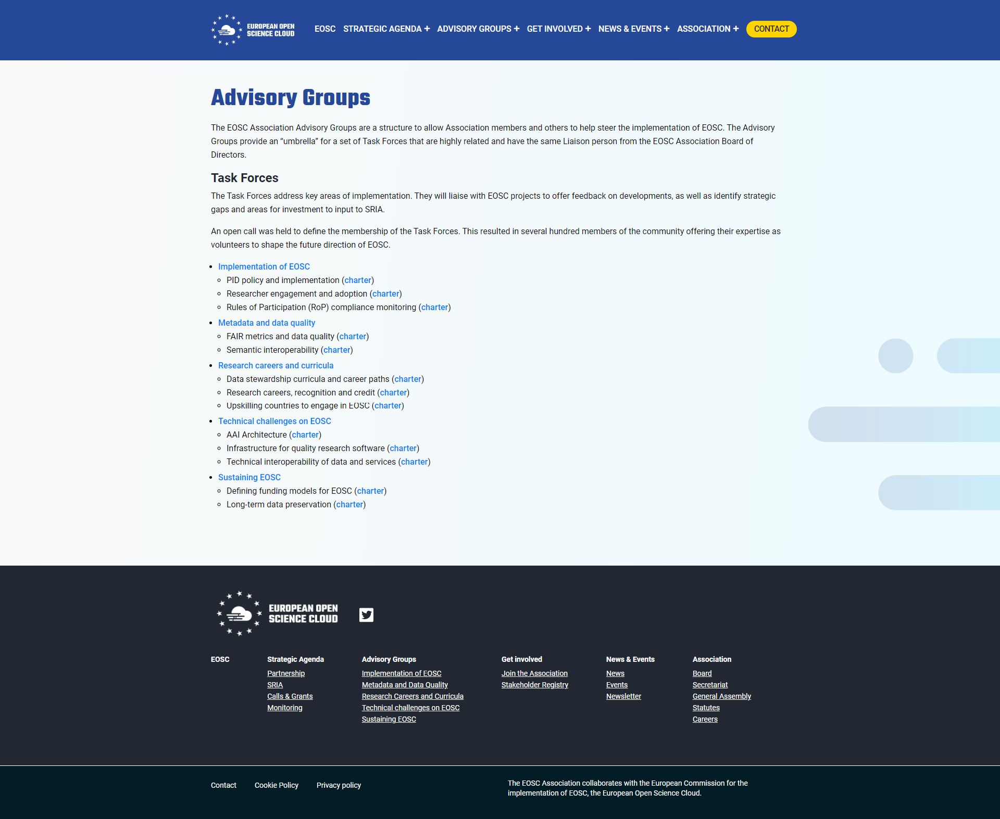 EUROPEAN OPEN
SCIENCE CLOUD
EOSC STRATEGIC AGENDA + ADVISORY GROUPS + GET INVOLVED + NEWS & EVENTS + ASSOCIATION + CONTACT
Advisory Groups
The EOSC Association Advisory Groups are a structure to allow Association members and others to help steer the implementation of EOSC. The Advisory
Groups provide an “umbrella” for a set of Task Forces that are highly related and have the same Liaison person from the EOSC Association Board of
Directors.
Task Forces
The Task Forces address key areas of implementation. They will liaise with EOSC projects to offer feedback on developments, as well as identify strategic
gaps and areas for investment to input to SRIA.
An open call was held to define the membership of the Task Forces. This resulted in several hundred members of the community offering their expertise as
volunteers to shape the future direction of EOSC.
Implementation of EOSC
PID policy and implementation (charter)
Researcher engagement and adoption (charter)
Rules of Participation (RoP) compliance monitoring (charter)
Metadata and data quality
FAIR metrics and data quality (charter)
Semantic interoperability (charter)
Research careers and curricula
Data stewardship curricula and career paths (charter)
Research careers, recognition and credit (charter)
Upskilling countries to engage in EOSC (charter)
Technical challenges on EOSC
AAI Architecture (charter)
Infrastructure for quality research software (charter)
Technical interoperability of data and services (charter)
Sustaining EOSC
Defining funding models for EOSC (charter)
Long-term data preservation (charter)
EUROPEAN OPEN
SCIENCE CLOUD
EOSC
Strategic Agenda
Partnership
SRIA
Calls & Grants
Monitoring
Advisory Groups
Implementation of EOSC
Metadata and Data Quality
Research Careers and Curricula
Technical challenges on EOSC
Sustaining EOSC
Get involved
Join the Association
Stakeholder Registry
News & Events
News
Events
Newsletter
Association
Board
Secretariat
General Assembly
Statutes
Careers
Contact Cookie Policy Privacy policy
The EOSC Association collaborates with the European Commission for the
implementation of EOSC, the European Open Science Cloud.